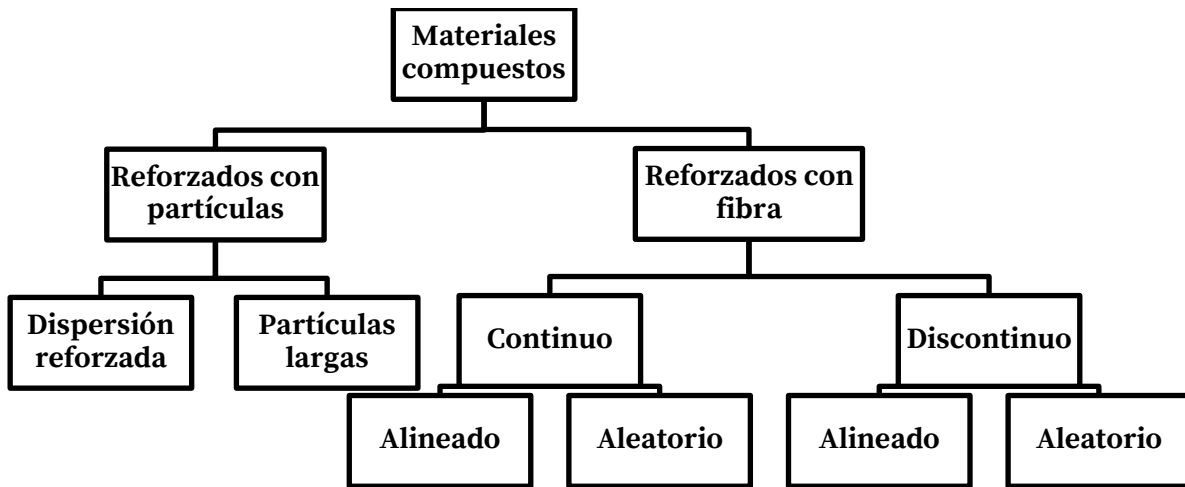 Materiales
compuestos
Reforzados con
partículas
Reforzados con
fibra
Dispersión
reforzada
Partículas
largas
Continuo
Discontinuo
Alineado
Aleatorio
Alineado
Aleatorio